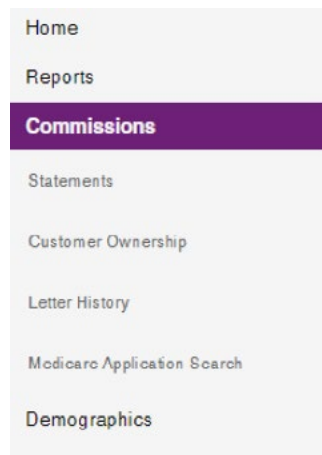 Home
Reports
Commissions
Statements
Customer Ownership
Letter History
Medicare Application Search
Demographics